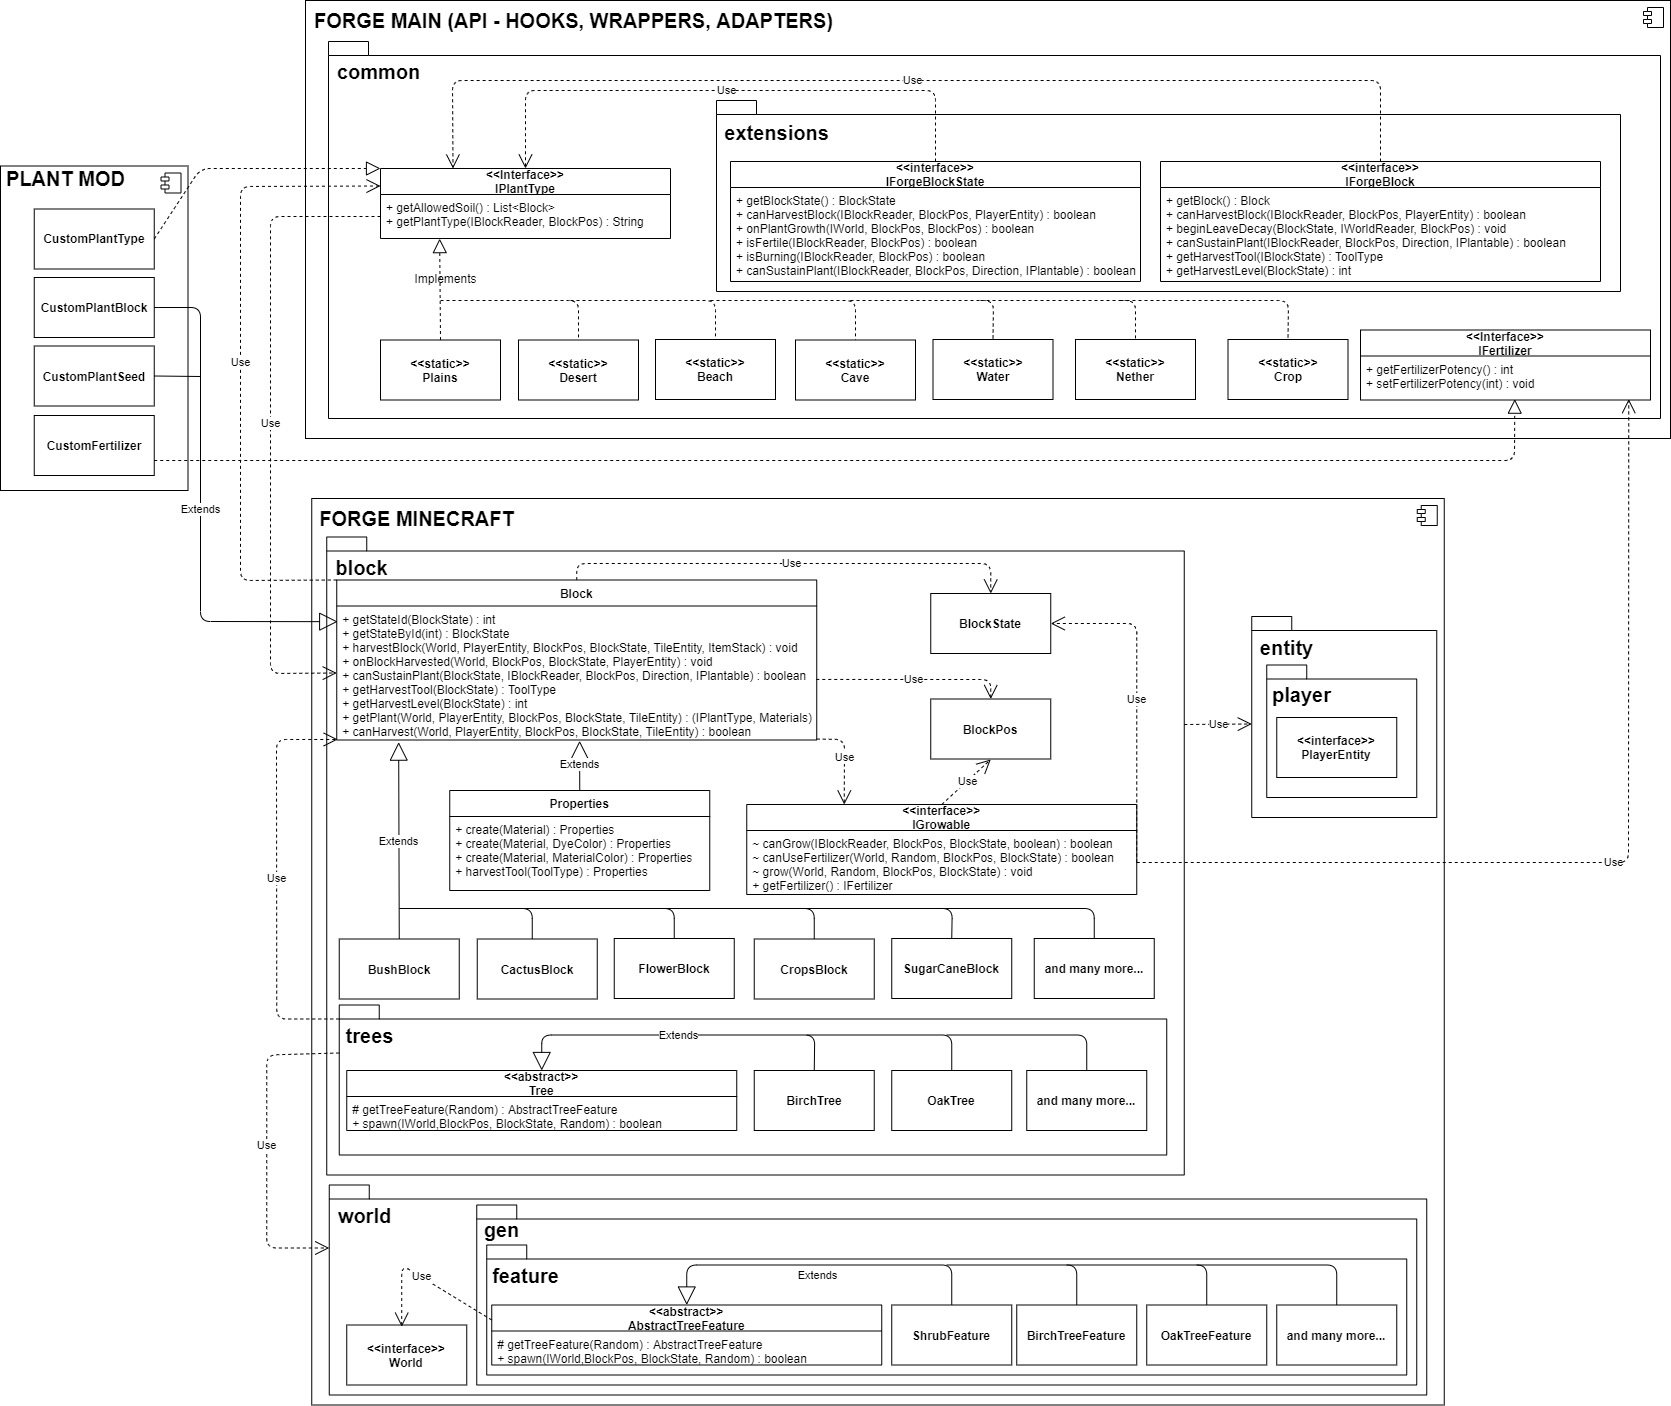 FORGE MAIN (API - HOOKS, WRAPPERS, ADAPTERS)
common
Use
Use
extensions
<<interface>>
IForgeBlockState
+ getBlockState() : BlockState
+ canHarvestBlock(IBlockReader, BlockPos, PlayerEntity) : boolean
+ onPlantGrowth(IWorld, BlockPos, BlockPos) : boolean
+ isFertile(IBlockReader, BlockPos) : boolean
+ isBurning(IBlockReader, BlockPos) : boolean
+ canSustainPlant(IBlockReader, BlockPos, Direction, IPlantable) : boolean
<<interface>>
IForgeBlock
+ getBlock() : Block
+ canHarvestBlock(IBlockReader, BlockPos, PlayerEntity) : boolean
+ beginLeaveDecay(BlockState, IWorldReader, BlockPos) : void
+ canSustainPlant(IBlockReader, BlockPos, Direction, IPlantable) : boolean
+ getHarvestTool(IBlockState) : ToolType
+ getHarvestLevel(BlockState) : int
<<Interface>>
IPlantType
+ getAllowedSoil() : List<Block>
+ getPlantType(IBlockReader, BlockPos) : String
Implements
PLANT MOD
CustomPlantType
CustomPlantBlock
CustomPlantSeed
CustomFertilizer
Use
Use
Extends
<<static>>
Plains
<<static>>
Desert
<<static>>
Beach
<<static>>
Cave
<<static>>
Water
<<static>>
Nether
<<static>>
Crop
<<Interface>>
IFertilizer
+ getFertilizerPotency() : int
+ setFertilizerPotency(int) : void
FORGE MINECRAFT
block
Use
Block
+ getStateId(BlockState) : int
+ getStateById(int) : BlockState
+ harvestBlock(World, PlayerEntity, BlockPos, BlockState, TileEntity, ItemStack) : void
+ onBlockHarvested(World, BlockPos, BlockState, PlayerEntity) : void
+ canSustainPlant(BlockState, IBlockReader, BlockPos, Direction, IPlantable) : boolean
+ getHarvestTool(BlockState) : ToolType
+ getHarvestLevel(BlockState) : int
+ getPlant(World, PlayerEntity, BlockPos, BlockState, TileEntity) : (IPlantType, Materials)
+ canHarvest(World, PlayerEntity, BlockPos, BlockState, TileEntity) : boolean
BlockState
Use
BlockPos
Use
Use
entity
player
<<interface>>
PlayerEntity
Use
Use
Extends
Properties
+ create(Material) : Properties
+ create(Material, DyeColor) : Properties
+ create(Material, MaterialColor) : Properties
+ harvestTool(ToolType) : Properties
Use
<<interface>>
IGrowable
~ canGrow(IBlockReader, BlockPos, BlockState, boolean) : boolean
~ canUseFertilizer(World, Random, BlockPos, BlockState) : boolean
~ grow(World, Random, BlockPos, BlockState) : void
+ getFertilizer() : IFertilizer
Use
Extends
Use
BushBlock
CactusBlock
FlowerBlock
CropsBlock
SugarCaneBlock
and many more...
trees
Extends
<<abstract>>
Tree
# getTreeFeature(Random) : AbstractTreeFeature
+ spawn(IWorld,BlockPos, BlockState, Random) : boolean
BirchTree
OakTree
and many more...
Use
world
gen
feature
Use
Extends
<<abstract>>
AbstractTreeFeature
# getTreeFeature(Random) : AbstractTreeFeature
+ spawn(IWorld,BlockPos, BlockState, Random) : boolean
ShrubFeature
BirchTreeFeature
OakTreeFeature
and many more...
<<interface>>
World